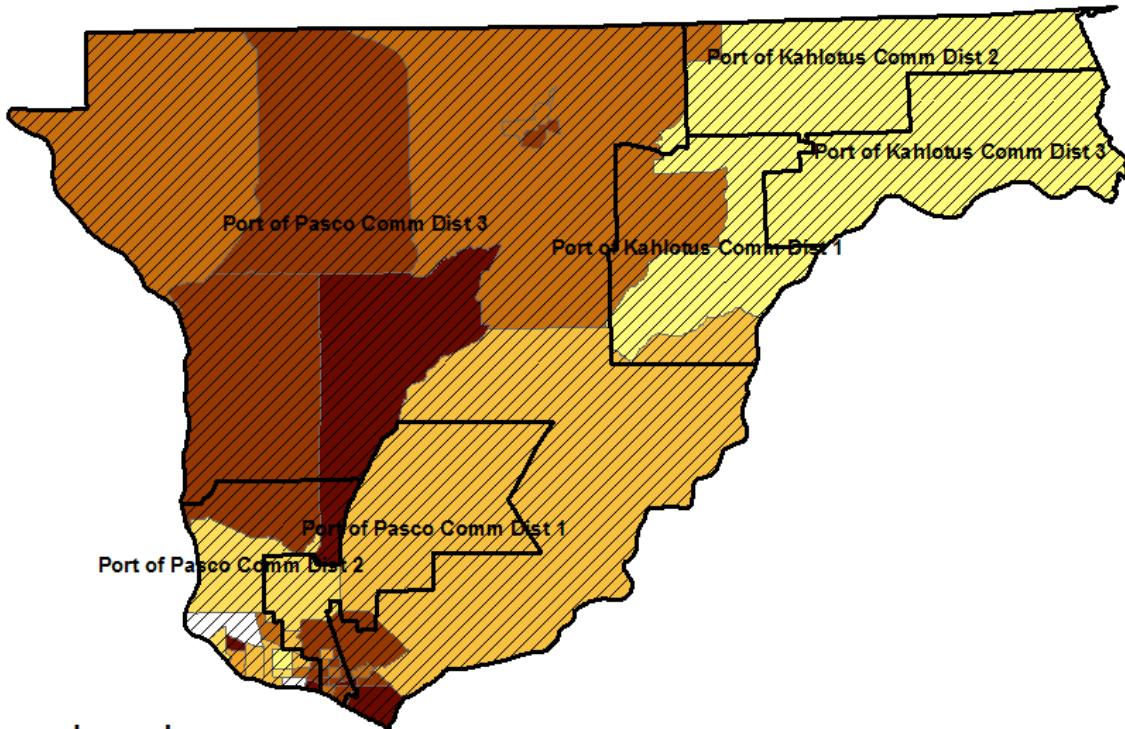 Port of Kahlotus Comm Dist 2
Port of Kahlotus Comm Dist 3
Port of Pasco Comm Dist 3
Port of Kahlotus Comm Dist 1
Port of Pasco Comm Dist 1
Port of Pasco Comm Dist 2